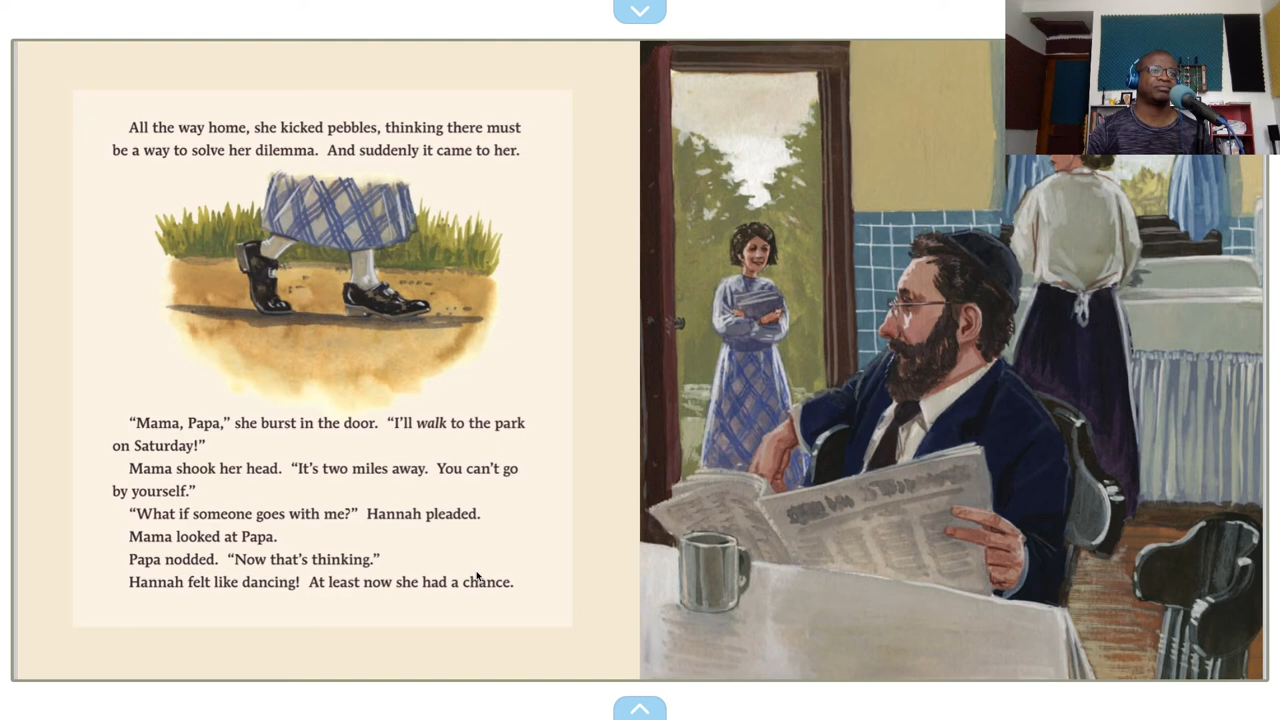 All the way home, she kicked pebbles, thinking there must
be a way to solve her dilemma.  And suddenly it came to her.
“Mama, Papa,” she burst in the door.  “I’ll walk to the park
on Saturday!”
Mama shook her head.  “It’s two miles away.  You can’t go
by yourself.”
“What if someone goes with me?”  Hannah pleaded.
Mama looked at Papa.
Papa nodded.  “Now that’s thinking.”
Hannah felt like dancing!  At least now she had a chance.